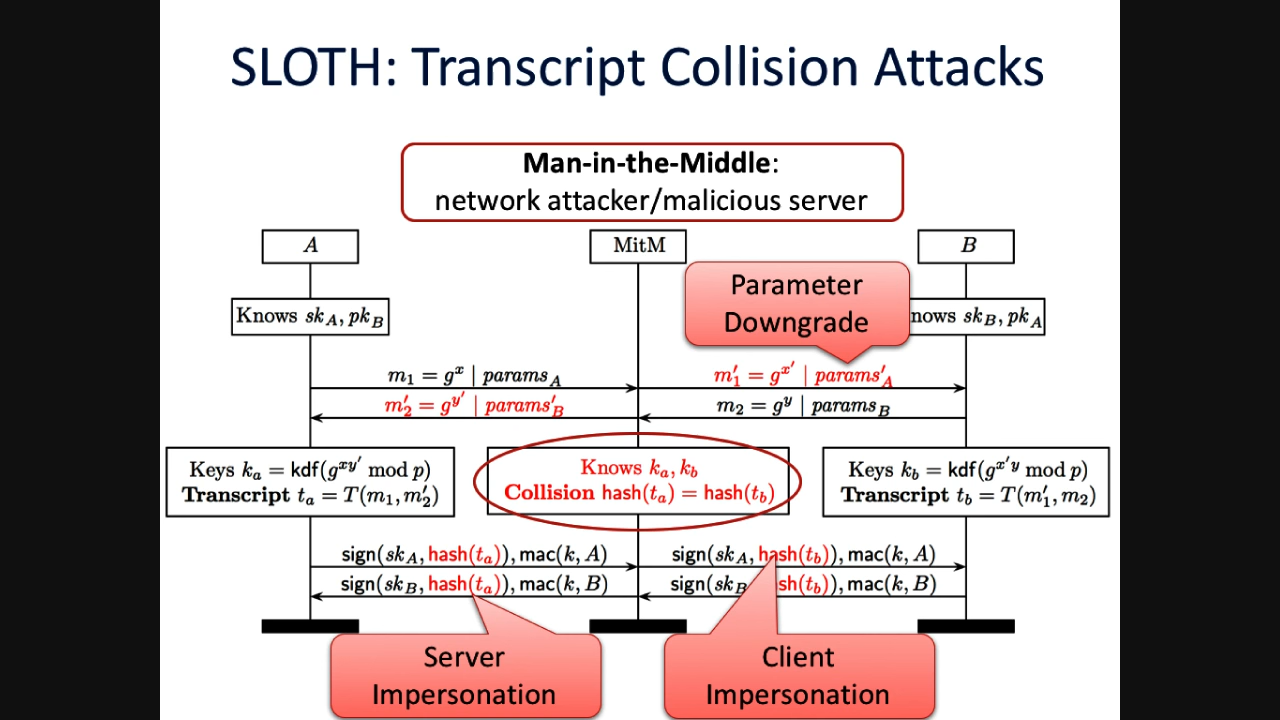 SLOTH: Transcript Collision Attacks
Man-in-the-Middle:
network attacker/malicious server
A
MitM
B
Parameter
Downgrade
Knows sk_A, pk_B
nows sk_B, pk_A
m_1 = g^x | params_A
m'_1 = g^{x'} | params'_A
m'_2 = g^{y'} | params'_B
m_2 = g^y | params_B
Keys k_a = kdf(g^{xy'} mod p)
Transcript t_a = T(m_1, m'_2)
Knows k_a, k_b
Collision hash(t_a) = hash(t_b)
Keys k_b = kdf(g^{x'y} mod p)
Transcript t_b = T(m'_1, m_2)
sign(sk_A, hash(t_a)), mac(k, A)
sign(sk_A, hash(t_b)), mac(k, A)
sign(sk_B, hash(t_a)), mac(k, B)
sign(sk_B sh(t_b)), mac(k, B)
Server
Impersonation
Client
Impersonation